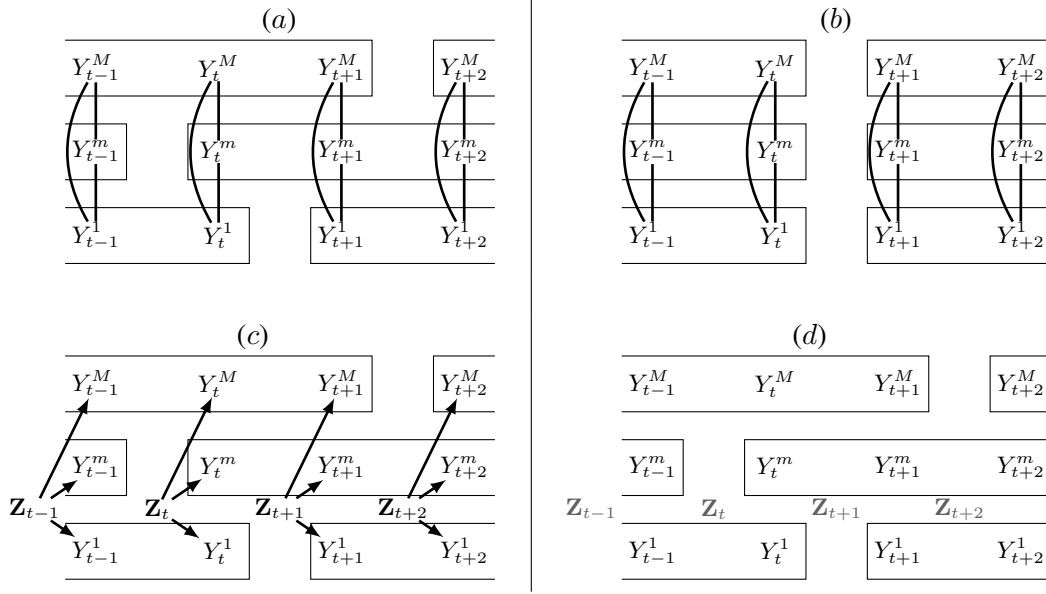 (a) (b)
Y^M_{t−1} Y^M_t Y^M_{t+1} Y^M_{t+2} Y^M_{t−1} Y^M_t Y^M_{t+1} Y^M_{t+2}
Y^m_{t−1} Y^m_t Y^m_{t+1} Y^m_{t+2} Y^m_{t−1} Y^m_t Y^m_{t+1} Y^m_{t+2}
Y^1_{t−1} Y^1_t Y^1_{t+1} Y^1_{t+2} Y^1_{t−1} Y^1_t Y^1_{t+1} Y^1_{t+2}
(c) (d)
Y^M_{t−1} Y^M_t Y^M_{t+1} Y^M_{t+2} Y^M_{t−1} Y^M_t Y^M_{t+1} Y^M_{t+2}
Y^m_{t−1} Y^m_t Y^m_{t+1} Y^m_{t+2} Y^m_{t−1} Y^m_t Y^m_{t+1} Y^m_{t+2}
Z_{t−1} Z_t Z_{t+1} Z_{t+2} Z_{t−1} Z_t Z_{t+1} Z_{t+2}
Y^1_{t−1} Y^1_t Y^1_{t+1} Y^1_{t+2} Y^1_{t−1} Y^1_t Y^1_{t+1} Y^1_{t+2}